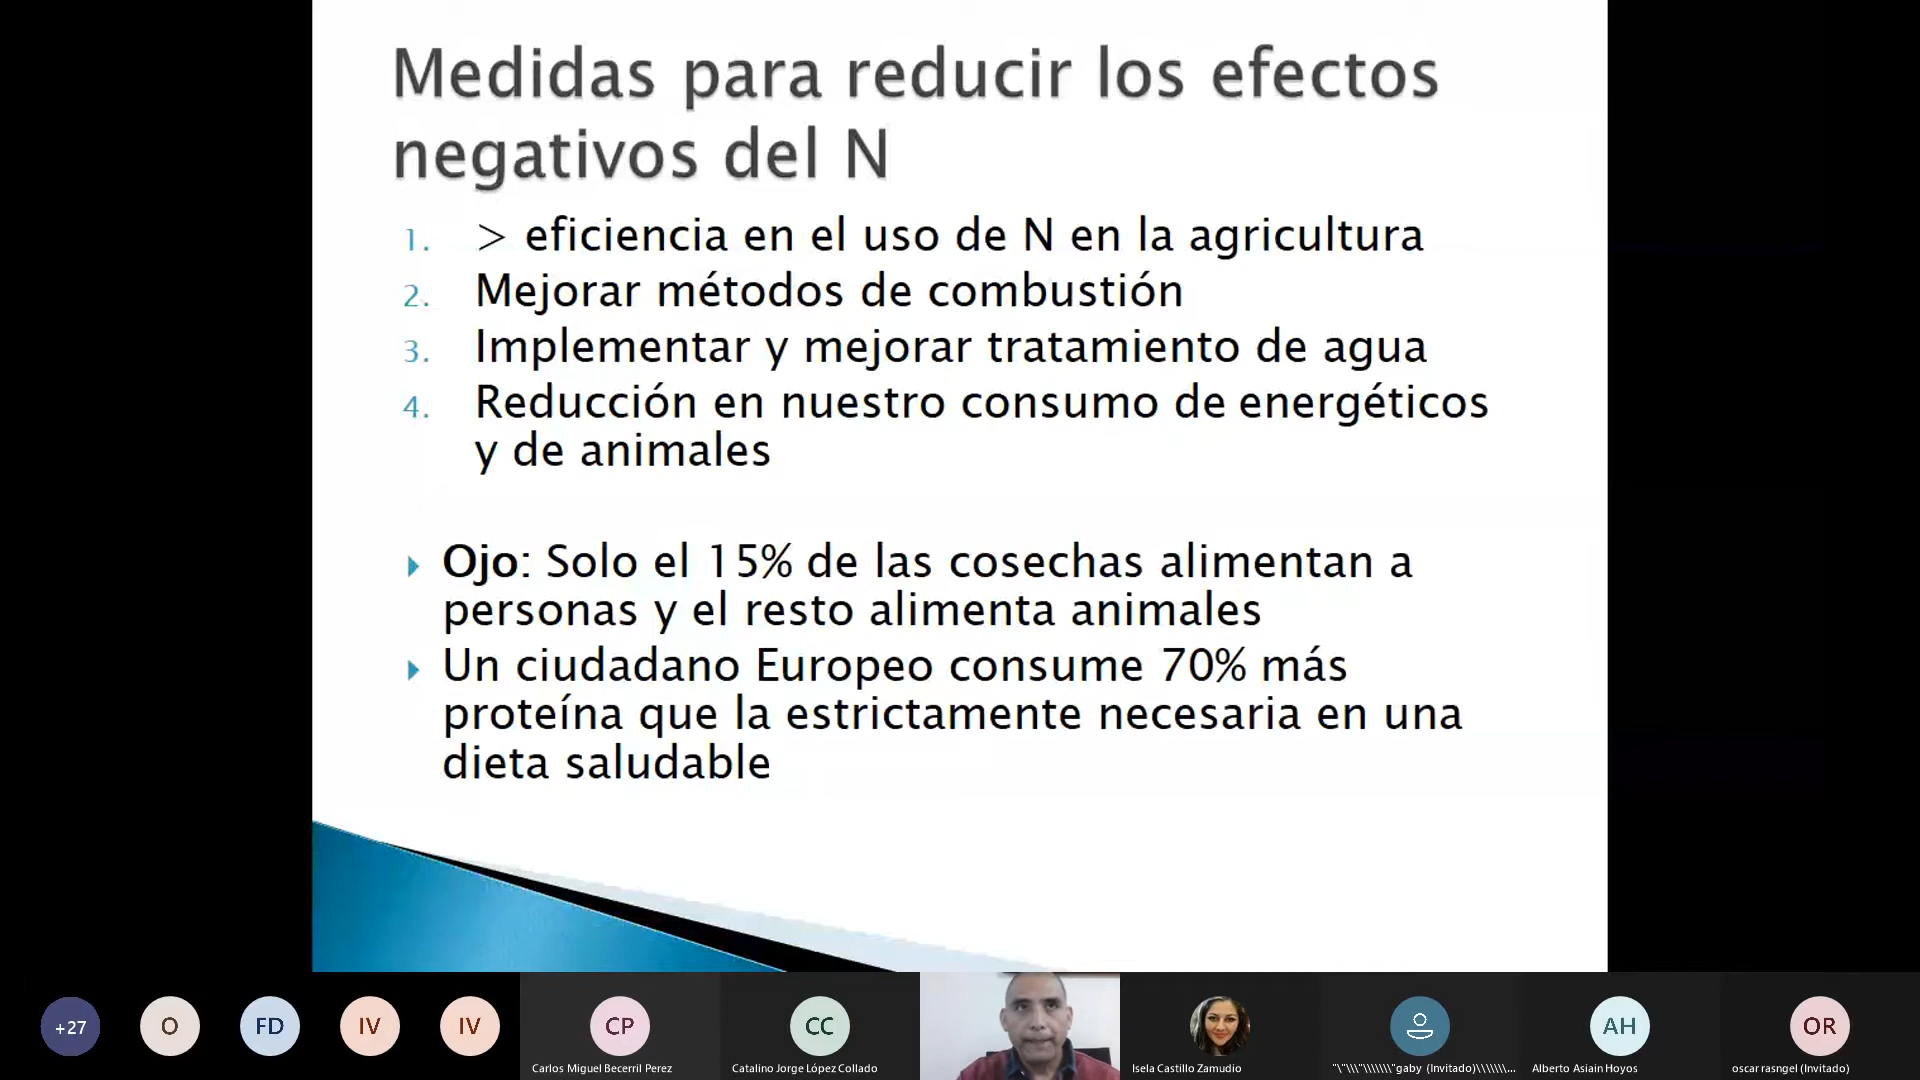 Medidas para reducir los efectos
negativos del N
1. > eficiencia en el uso de N en la agricultura
2. Mejorar métodos de combustión
3. Implementar y mejorar tratamiento de agua
4. Reducción en nuestro consumo de energéticos
y de animales
Ojo: Solo el 15% de las cosechas alimentan a
personas y el resto alimenta animales
Un ciudadano Europeo consume 70% más
proteína que la estrictamente necesaria en una
dieta saludable
+27
O
FD
IV
IV
CP
CC
AH
OR
Carlos Miguel Becerril Perez
Catalino Jorge López Collado
Isela Castillo Zamudio
"\"\\\"\\\\\\\"gaby (Invitado)\\\\\\\...
Alberto Asiain Hoyos
oscar rasngel (Invitado)